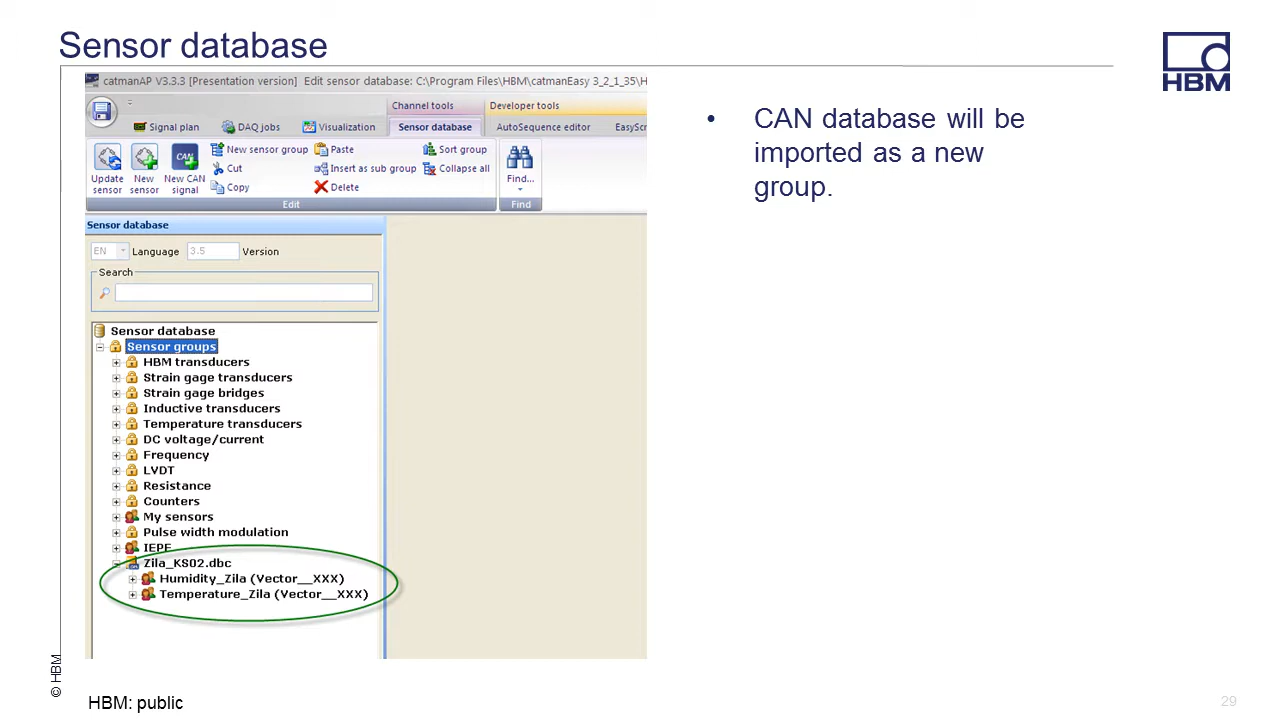 Sensor database
HBM
catmanAP V3.3.3 [Presentation version] Edit sensor database: C:\Program Files\HBM\catmanEasy 3_2_1_35\H
Channel tools
Developer tools
Signal plan
DAQ jobs
Visualization
Sensor database
AutoSequence editor
EasyScr
Update sensor
New sensor
CAN
New CAN signal
New sensor group
Cut
Copy
Paste
Insert as sub group
Delete
Sort group
Collapse all
Find...
Edit
Find
Sensor database
EN
Language
3.5
Version
Search
Sensor database
Sensor groups
HBM transducers
Strain gage transducers
Strain gage bridges
Inductive transducers
Temperature transducers
DC voltage/current
Frequency
LVDT
Resistance
Counters
My sensors
Pulse width modulation
IEPE
Zila_KS02.dbc
Humidity_Zila (Vector__XXX)
Temperature_Zila (Vector__XXX)
• CAN database will be
imported as a new
group.
© HBM
HBM: public
29